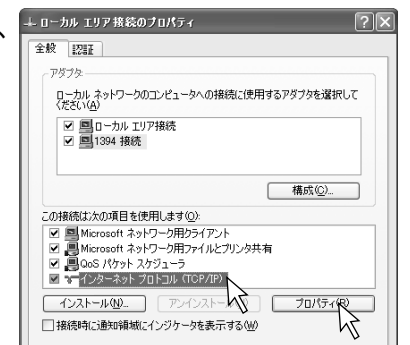 ローカル エリア接続のプロパティ
全般 認証
アダプタ
ローカル ネットワークのコンピュータへの接続に使用するアダプタを選択して
ください(A)
ローカル エリア接続
1394 接続
構成(C)...
この接続は次の項目を使用します(O):
Microsoft ネットワーク用クライアント
Microsoft ネットワーク用ファイルとプリンタ共有
QoS パケット スケジューラ
インターネット プロトコル (TCP/IP)
インストール(N)... アンインストール プロパティ(R)
接続時に通知領域にインジケータを表示する(W)